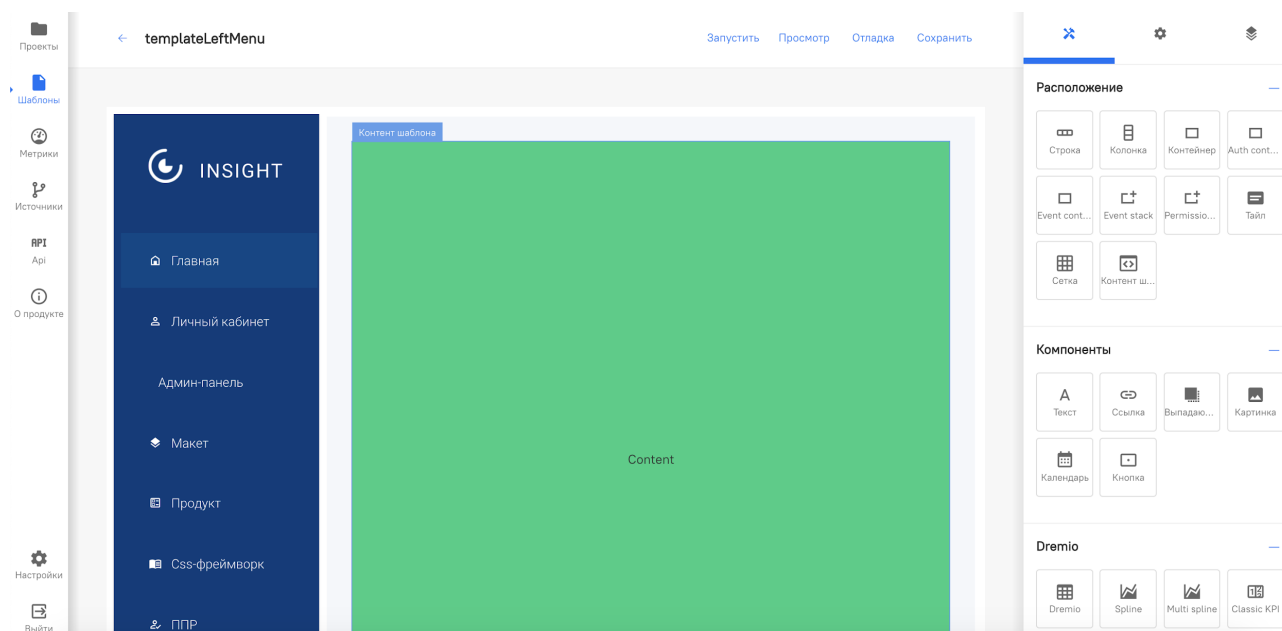 Проекты
Шаблоны
Метрики
Источники
API
Api
О продукте
Настройки
Выйти
← templateLeftMenu
Запустить Просмотр Отладка Сохранить
INSIGHT
Главная
Личный кабинет
Админ-панель
Макет
Продукт
Css-фреймворк
ППР
Контент шаблона
Content
Расположение
Строка Колонка Контейнер Auth cont...
Event cont... Event stack Permissio... Тайл
Сетка Контент ш...
Компоненты
Текст Ссылка Выпадаю... Картинка
Календарь Кнопка
Dremio
Dremio Spline Multi spline Classic KPI